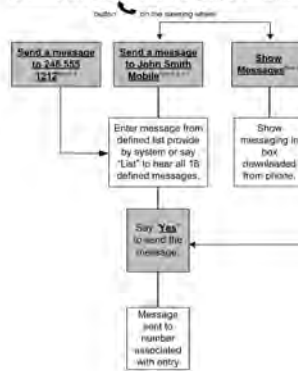 button on the steering wheel
Send a message
to 248 555
1212
Send a message
to John Smith
Mobile
Show
Messages
Enter message from
defined list provide
by system or say
"List" to hear all 18
defined messages.
Show
messaging in
box
downloaded
from phone.
Say "Yes"
to send the
message.
Message
sent to
number
associated
with entry